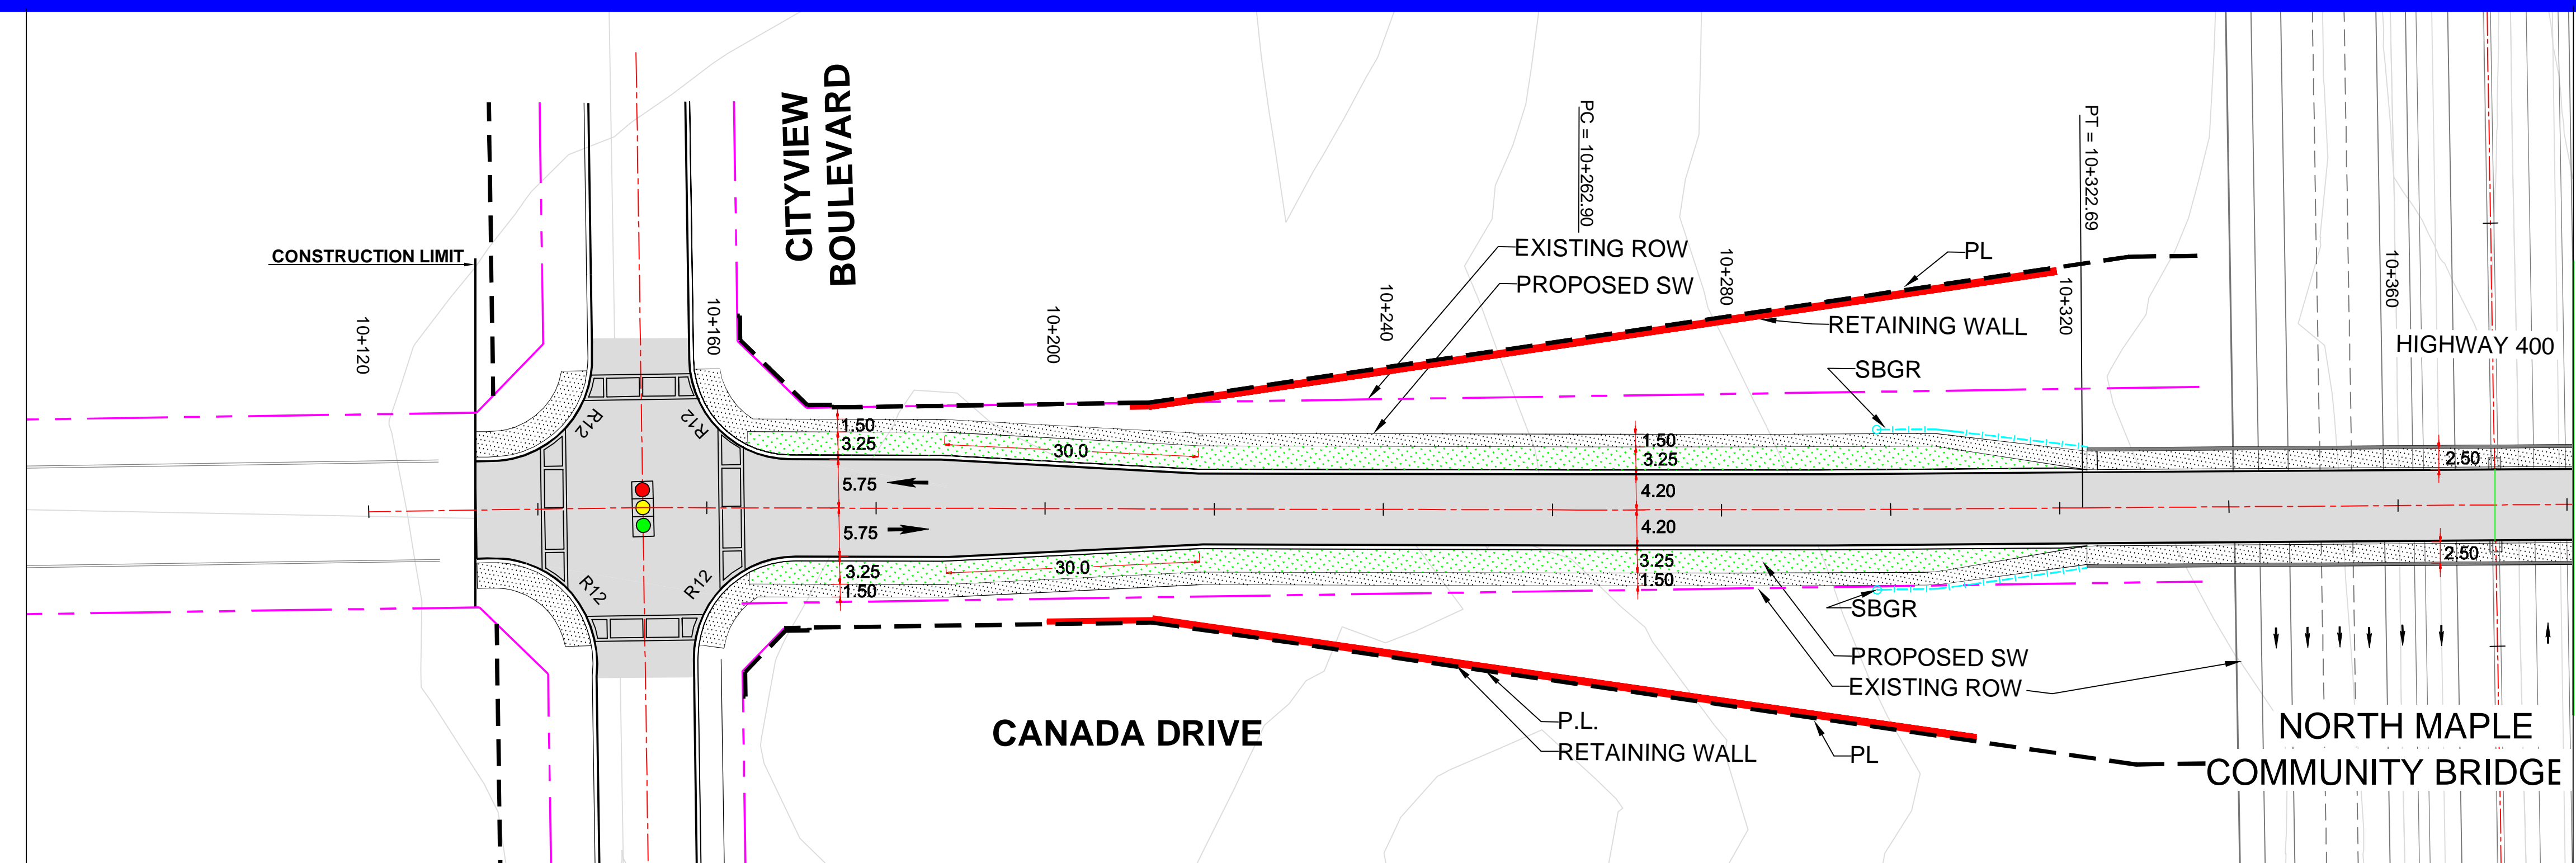 CITYVIEW
BOULEVARD
CONSTRUCTION LIMIT
10+120
10+160
10+200
10+240
PC = 10+262.90
10+280
10+320
PT = 10+322.69
10+360
EXISTING ROW
PROPOSED SW
PL
RETAINING WALL
SBGR
HIGHWAY 400
R12
R12
1.50
3.25
30.0
5.75
5.75
3.25
1.50
30.0
R12
R12
1.50
3.25
4.20
4.20
3.25
1.50
2.50
2.50
SBGR
PROPOSED SW
EXISTING ROW
P.L.
RETAINING WALL
PL
CANADA DRIVE
NORTH MAPLE
COMMUNITY BRIDGE